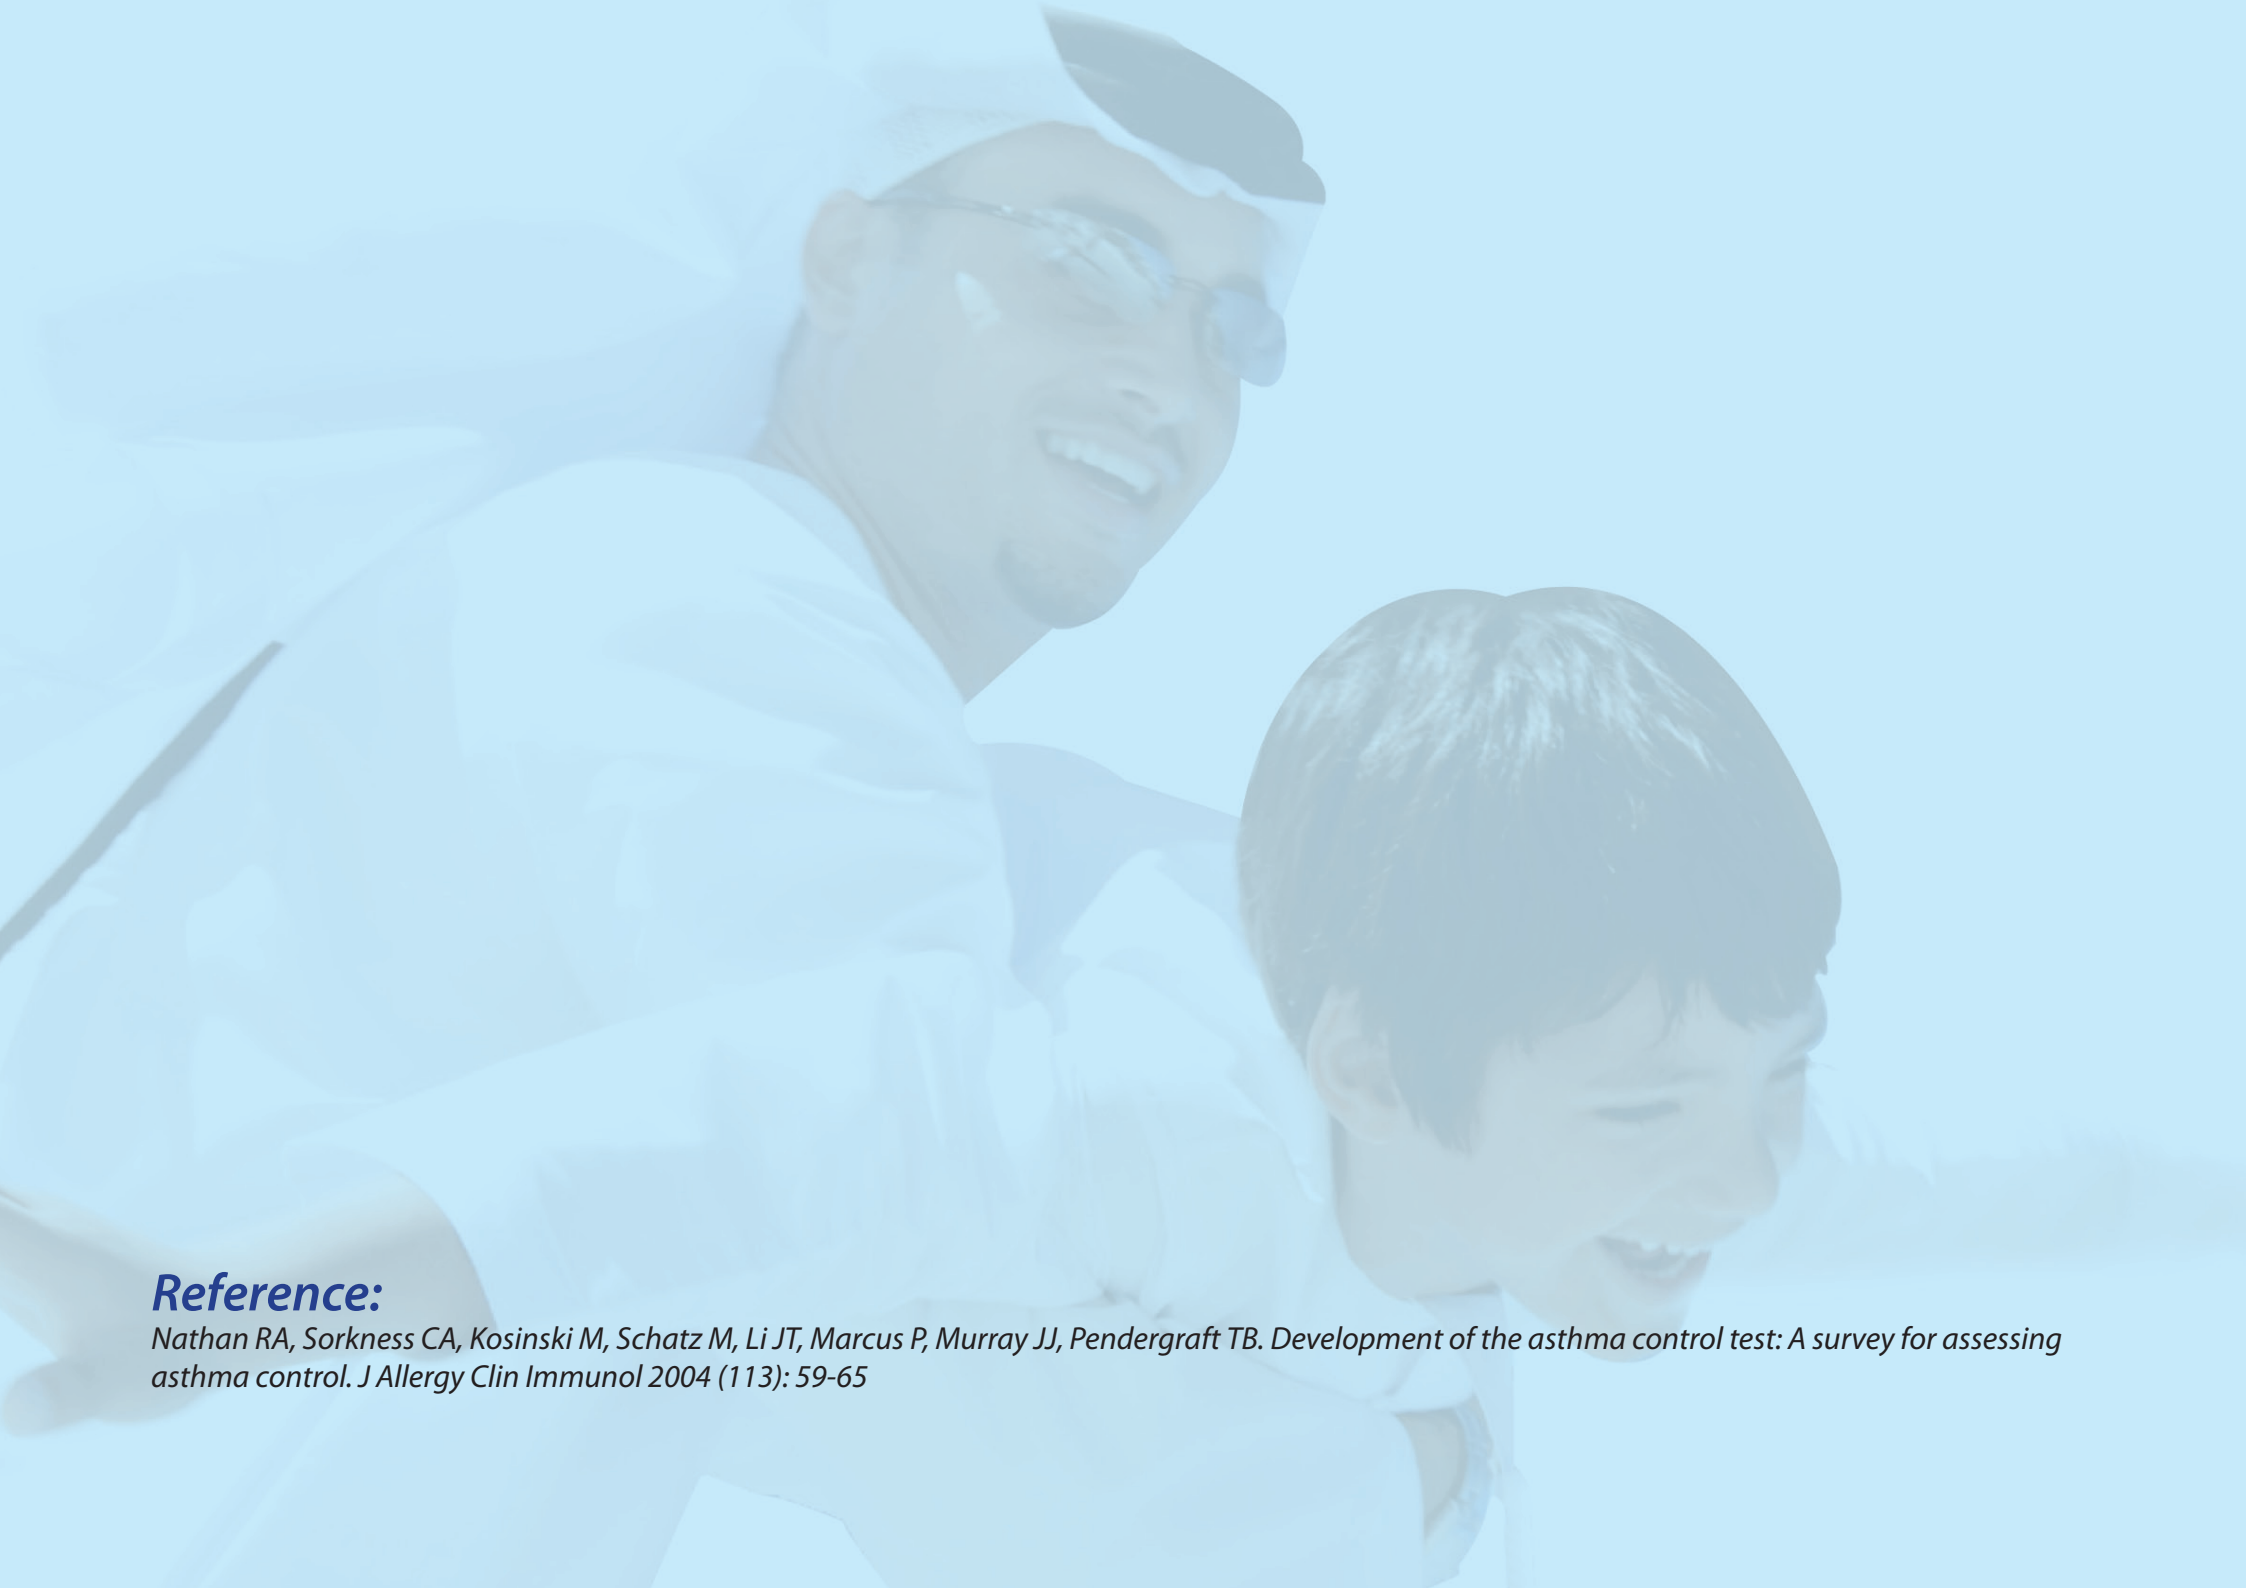 Reference:
Nathan RA, Sorkness CA, Kosinski M, Schatz M, Li JT, Marcus P, Murray JJ, Pendergraft TB. Development of the asthma control test: A survey for assessing
asthma control. J Allergy Clin Immunol 2004 (113): 59-65